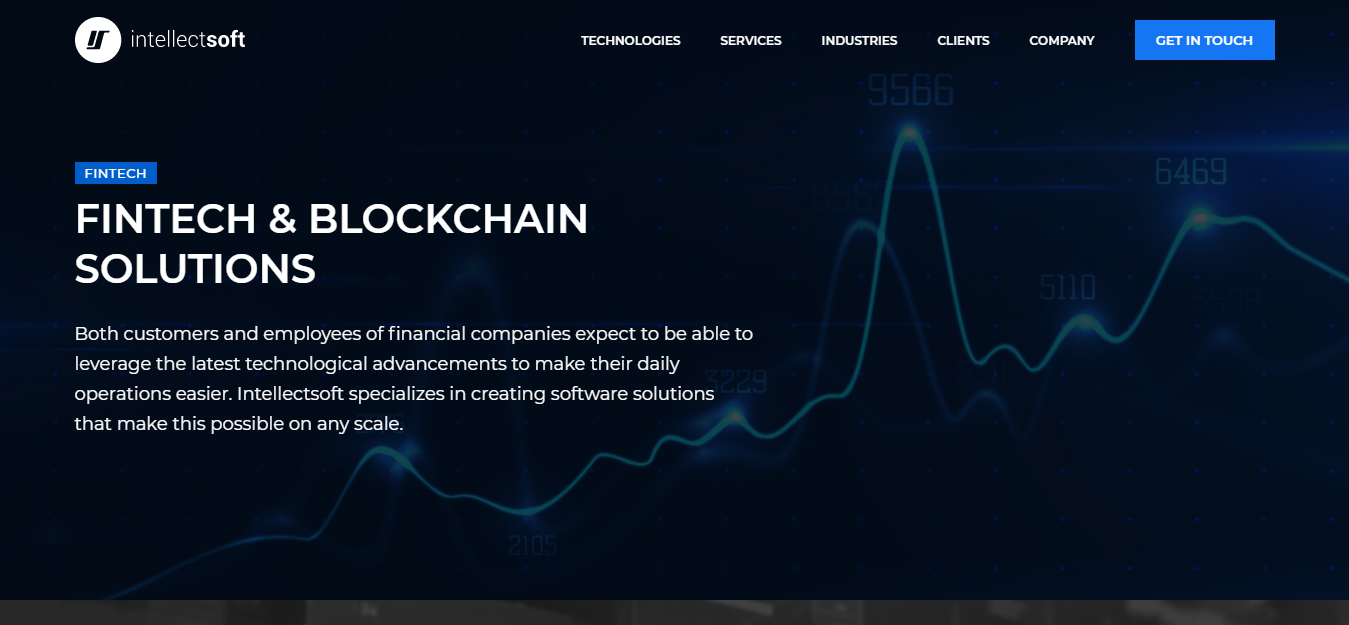 intellectsoft
TECHNOLOGIES
SERVICES
INDUSTRIES
CLIENTS
COMPANY
GET IN TOUCH
9566
6469
FINTECH
FINTECH & BLOCKCHAIN
SOLUTIONS
5110
5599
Both customers and employees of financial companies expect to be able to
leverage the latest technological advancements to make their daily
operations easier. Intellectsoft specializes in creating software solutions
that make this possible on any scale.
3229
2105